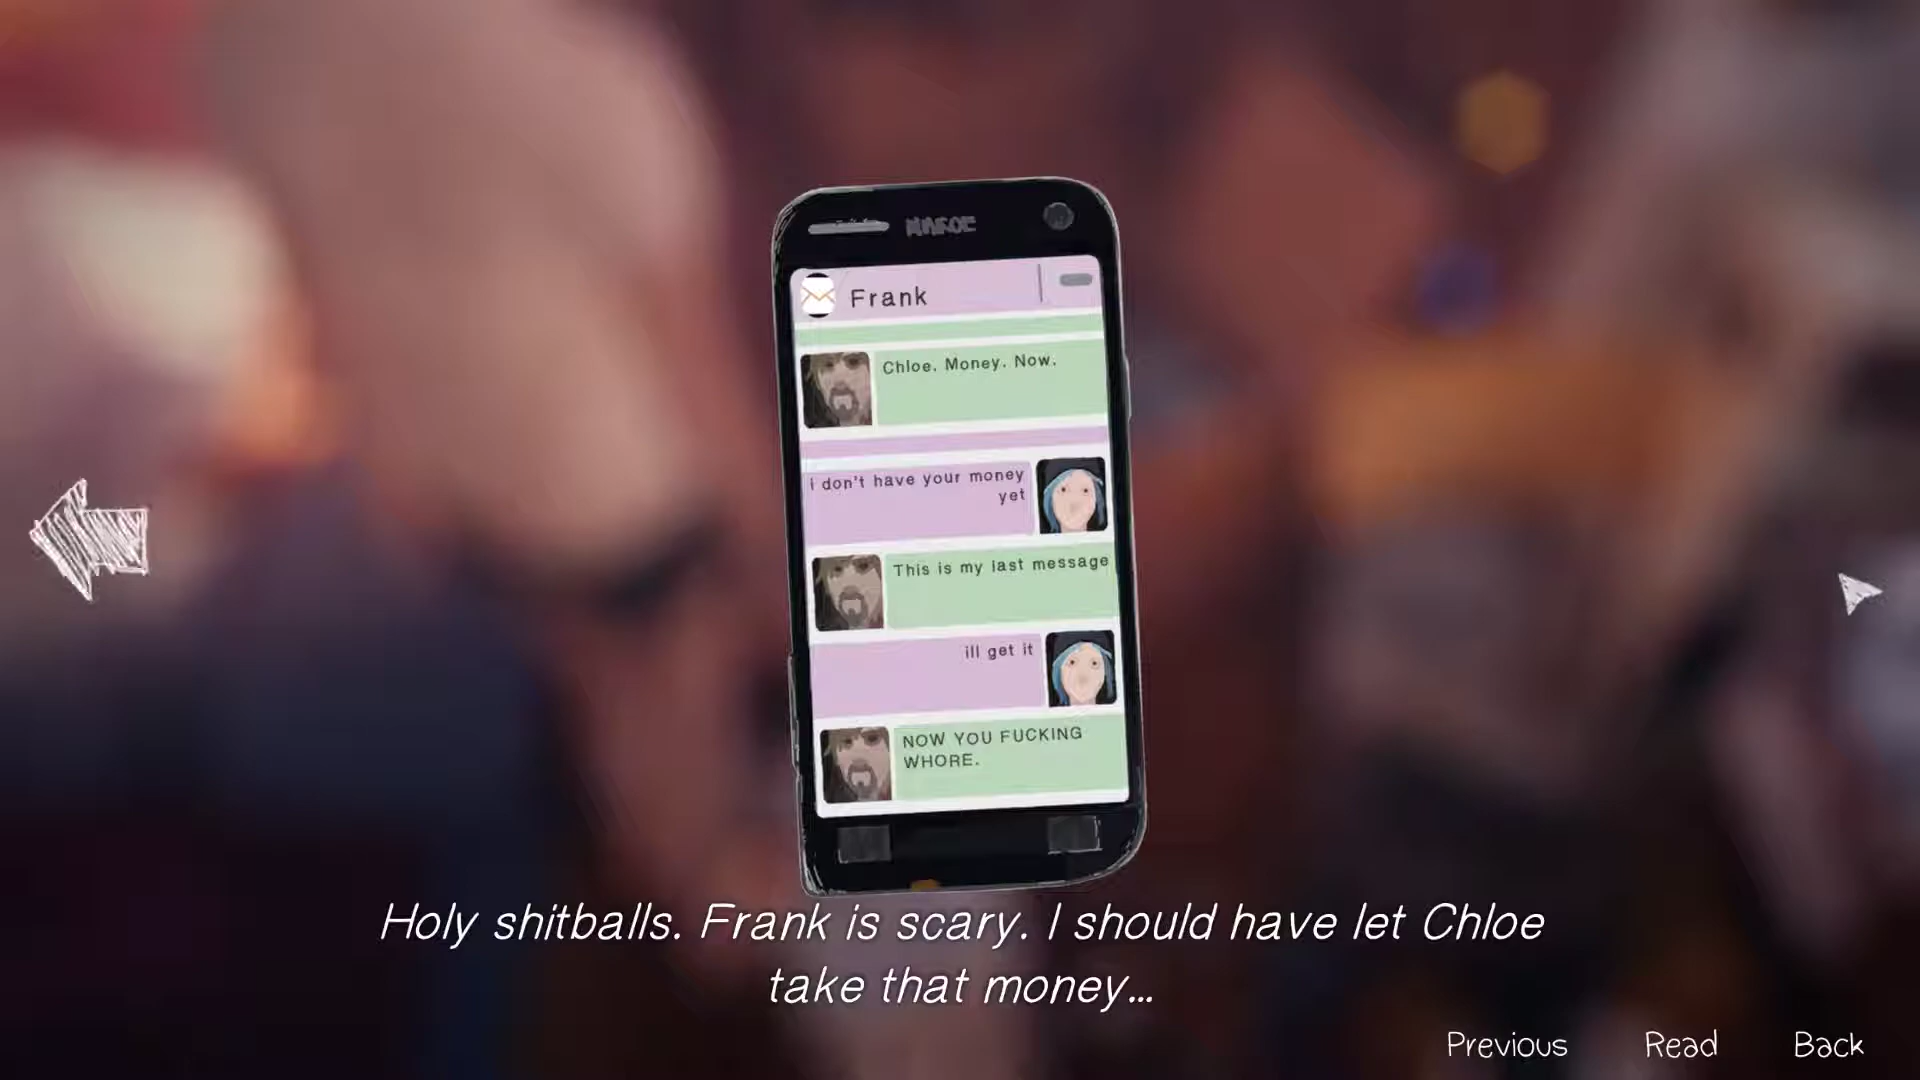 Frank
Chloe. Money. Now.
i don't have your money
yet
This is my last message
ill get it
NOW YOU FUCKING
WHORE.
Holy shitballs. Frank is scary. I should have let Chloe
take that money...
Previous Read Back